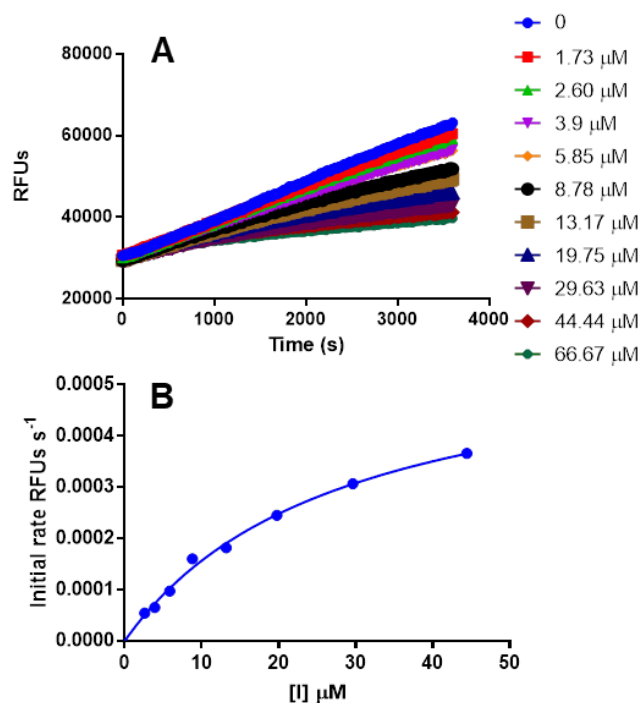 A
RFUs
80000
60000
40000
20000
0 1000 2000 3000 4000
Time (s)
0
1.73 μM
2.60 μM
3.9 μM
5.85 μM
8.78 μM
13.17 μM
19.75 μM
29.63 μM
44.44 μM
66.67 μM
B
Initial rate RFUs s⁻¹
0.0005
0.0004
0.0003
0.0002
0.0001
0.0000
0 10 20 30 40 50
[I] μM